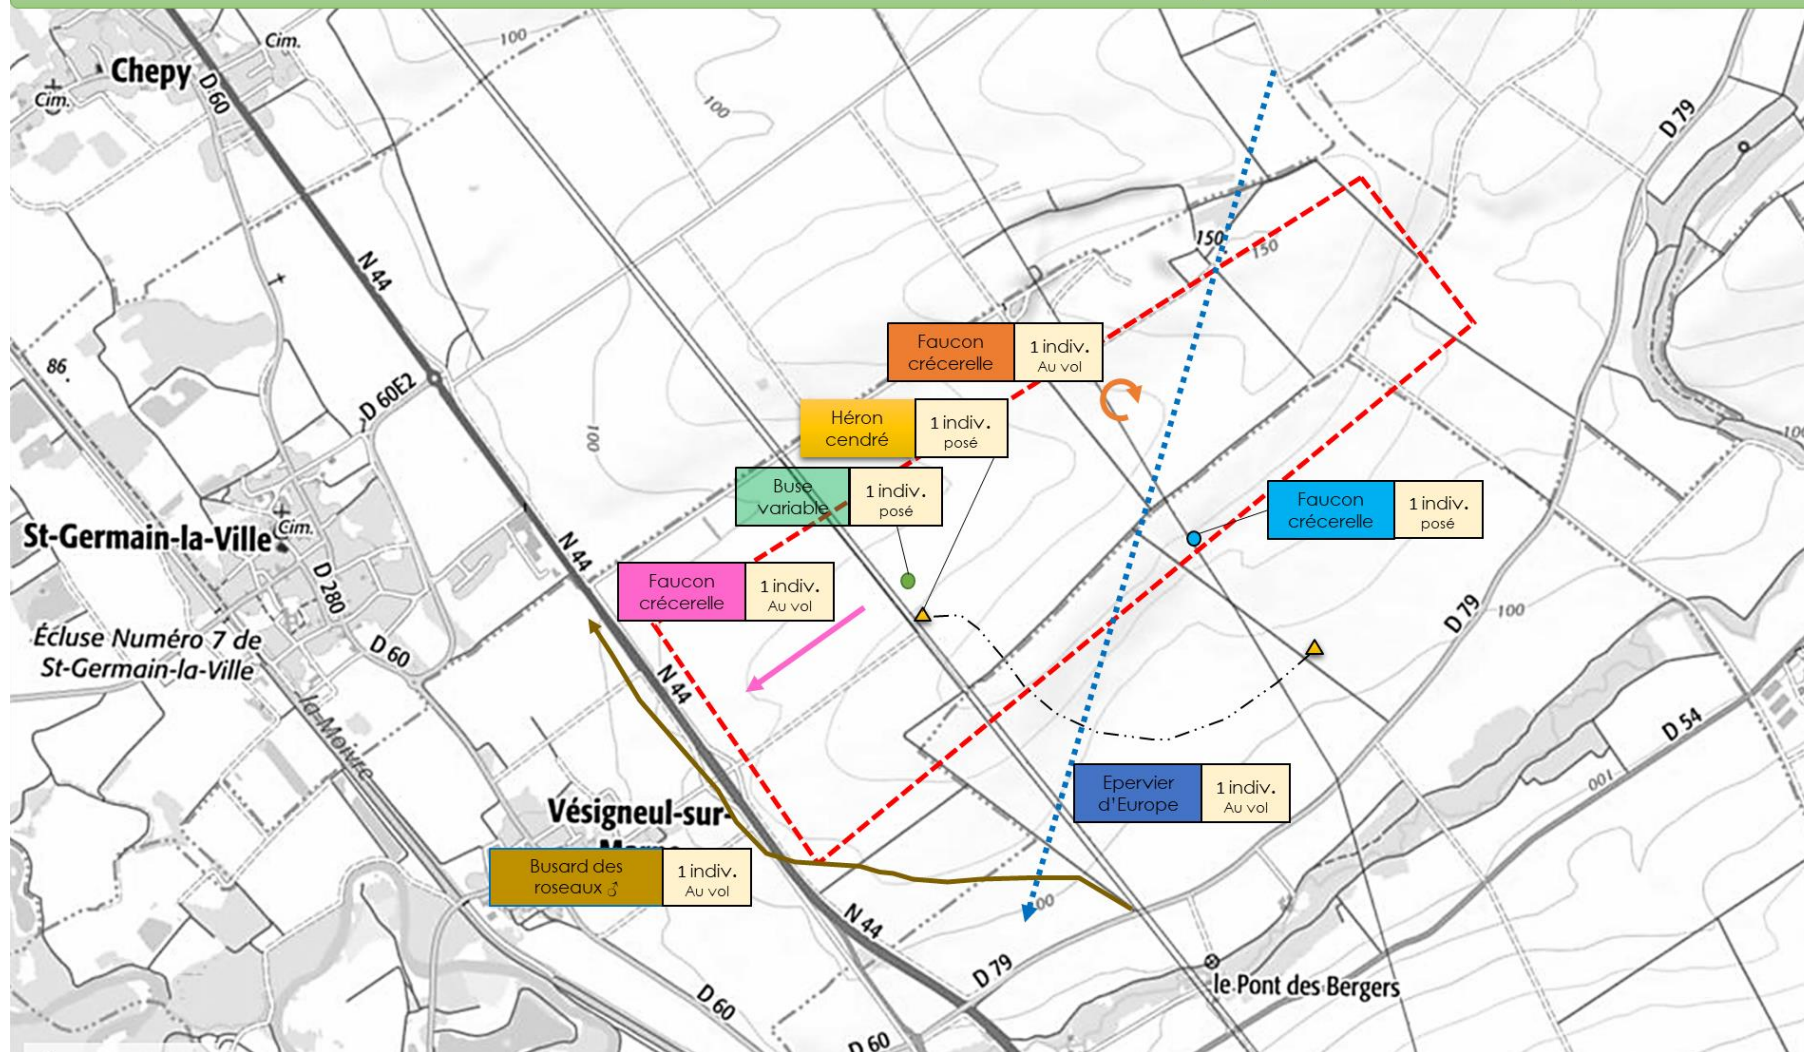 Cim.
100
Chepy
Cim.
D 60
100
D 79
N 44
150
150
86
D 60E2
Faucon
crécerelle
1 indiv.
Au vol
Héron
cendré
1 indiv.
posé
100
100
Buse
variable
1 indiv.
posé
Faucon
crécerelle
1 indiv.
posé
St-Germain-la-Ville
Cim.
N 44
D 280
Faucon
crécerelle
1 indiv.
Au vol
D 79
100
Écluse Numéro 7 de
St-Germain-la-Ville
D 60
N 44
la Moivre
D 54
001
Epervier
d'Europe
1 indiv.
Au vol
Vésigneul-sur-
Busard des
roseaux ♂
1 indiv.
Au vol
N 44
D 79
le Pont des Bergers
D 60
D 60